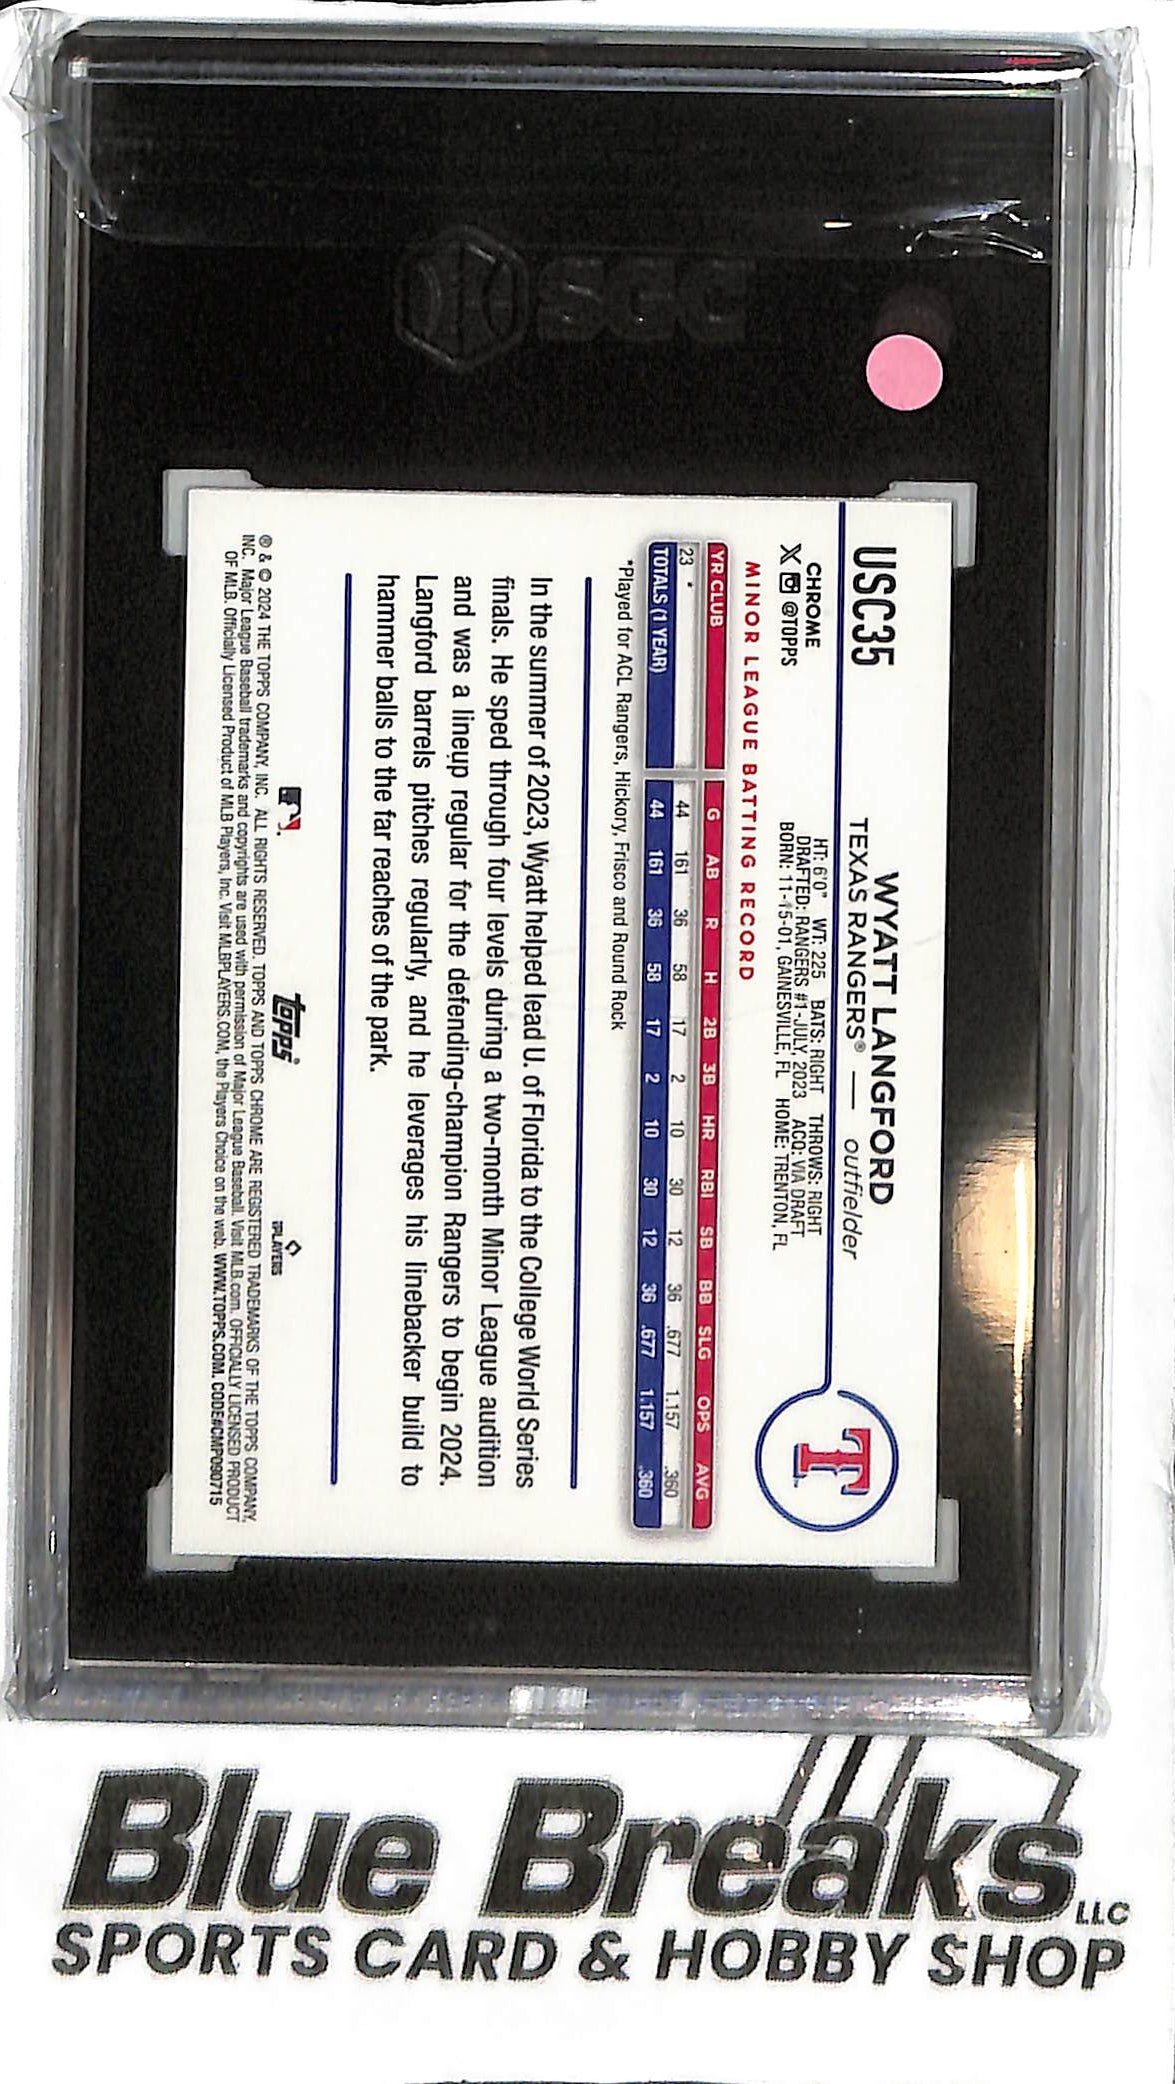 SGC
USC35
WYATT LANGFORD
TEXAS RANGERS® — outfielder
CHROME
X @TOPPS
HT: 6'0" WT: 225 BATS: RIGHT THROWS: RIGHT
DRAFTED: RANGERS #1-JULY, 2023 ACQ: VIA DRAFT
BORN: 11-15-01, GAINESVILLE, FL HOME: TRENTON, FL
T
MINOR LEAGUE BATTING RECORD
YR CLUB G AB R H 2B 3B HR RBI SB BB SLG OPS AVG
23 * 44 161 36 58 17 2 10 30 12 36 .677 1.157 .360
TOTALS (1 YEAR) 44 161 36 58 17 2 10 30 12 36 .677 1.157 .360
*Played for ACL Rangers, Hickory, Frisco and Round Rock
In the summer of 2023, Wyatt helped lead U. of Florida to the College World Series
finals. He sped through four levels during a two-month Minor League audition
and was a lineup regular for the defending-champion Rangers to begin 2024.
Langford barrels pitches regularly, and he leverages his linebacker build to
hammer balls to the far reaches of the park.
topps
PLAYERS
® & © 2024 THE TOPPS COMPANY, INC. ALL RIGHTS RESERVED. TOPPS AND TOPPS CHROME ARE REGISTERED TRADEMARKS OF THE TOPPS COMPANY,
INC. Major League Baseball trademarks and copyrights are used with permission of Major League Baseball. Visit MLB.com. OFFICIALLY LICENSED PRODUCT
OF MLB. Officially Licensed Product of MLB Players, Inc. Visit MLBPLAYERS.COM, the Players Choice on the web. WWW.TOPPS.COM. CODE#CMP090715
Blue Breaks LLC
SPORTS CARD & HOBBY SHOP